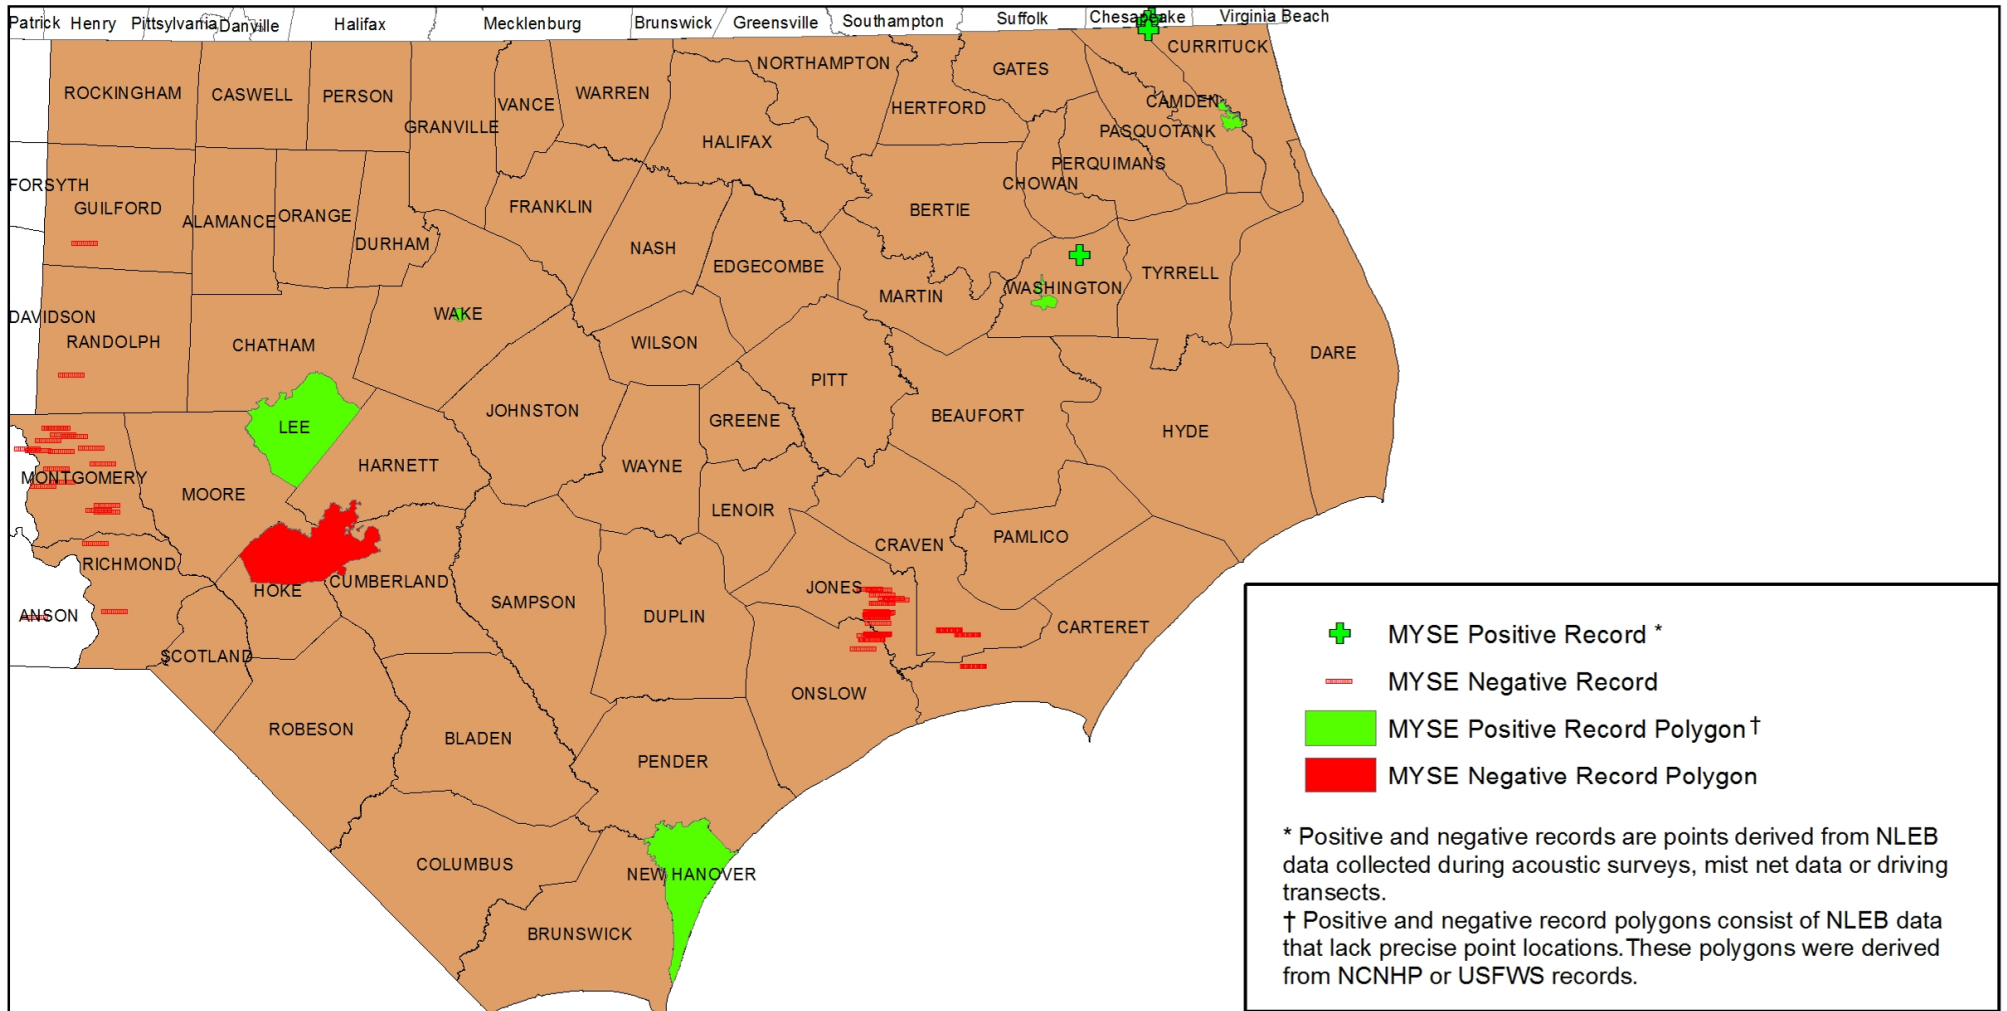 Patrick Henry Pittsylvania Danville Halifax Mecklenburg Brunswick Greensville Southampton Suffolk Chesapeake Virginia Beach
CURRITUCK
NORTHAMPTON
GATES
ROCKINGHAM CASWELL PERSON VANCE WARREN
HERTFORD CAMDEN
GRANVILLE
HALIFAX
PASQUOTANK
PERQUIMANS
FORSYTH
CHOWAN
GUILFORD ALAMANCE ORANGE FRANKLIN BERTIE
DURHAM NASH
EDGECOMBE
TYRRELL
MARTIN WASHINGTON
DAVIDSON
WAKE
RANDOLPH CHATHAM WILSON
DARE
PITT
JOHNSTON
GREENE BEAUFORT
LEE
HYDE
HARNETT WAYNE
MONTGOMERY
MOORE
LENOIR
PAMLICO
CRAVEN
RICHMOND
HOKE CUMBERLAND
JONES
SAMPSON
ANSON DUPLIN
CARTERET
SCOTLAND
ONSLOW
ROBESON
BLADEN
PENDER
COLUMBUS
NEW HANOVER
BRUNSWICK
MYSE Positive Record *
MYSE Negative Record
MYSE Positive Record Polygon †
MYSE Negative Record Polygon
* Positive and negative records are points derived from NLEB
data collected during acoustic surveys, mist net data or driving
transects.
† Positive and negative record polygons consist of NLEB data
that lack precise point locations. These polygons were derived
from NCNHP or USFWS records.